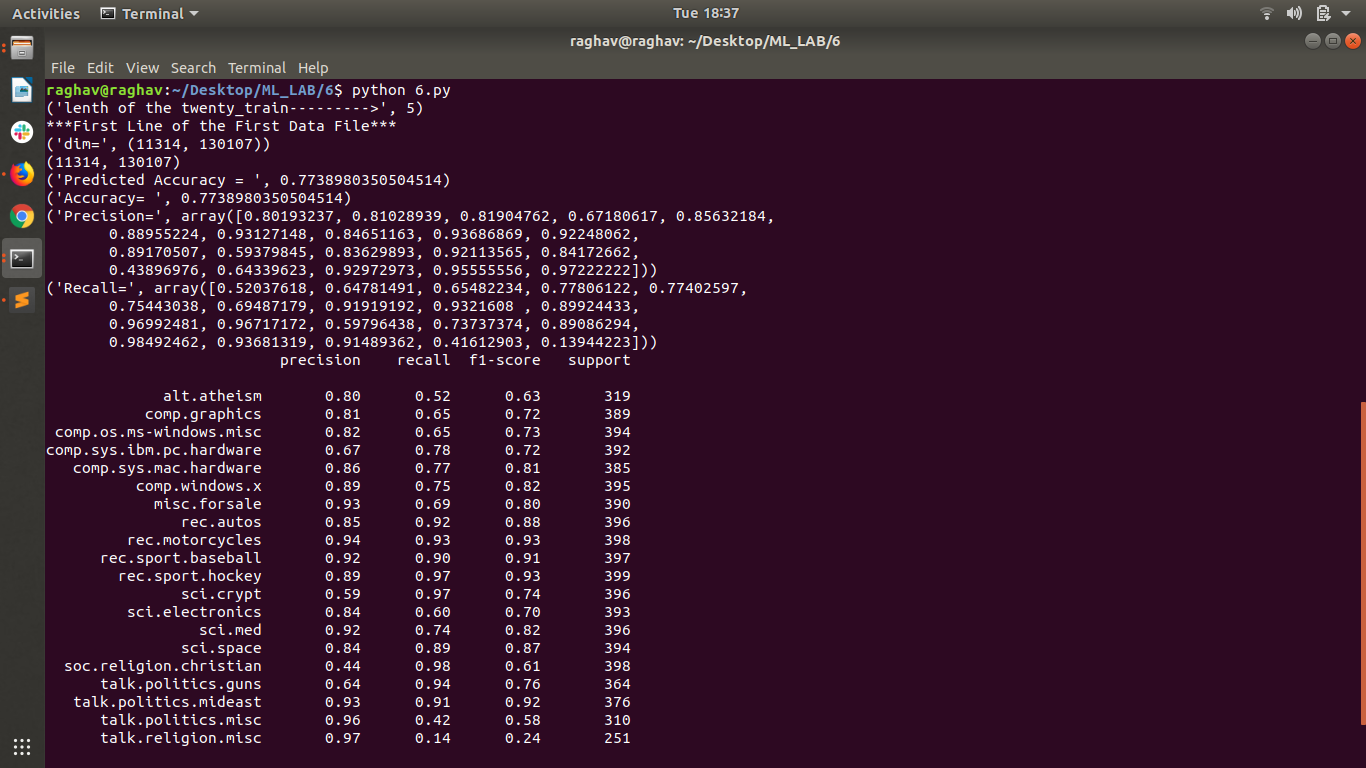 Activities Terminal Tue 18:37
raghav@raghav: ~/Desktop/ML_LAB/6
File Edit View Search Terminal Help
raghav@raghav:~/Desktop/ML_LAB/6$ python 6.py
('lenth of the twenty_train--------->', 5)
***First Line of the First Data File***
('dim=', (11314, 130107))
(11314, 130107)
('Predicted Accuracy = ', 0.7738980350504514)
('Accuracy= ', 0.7738980350504514)
('Precision=', array([0.80193237, 0.81028939, 0.81904762, 0.67180617, 0.85632184,
0.88955224, 0.93127148, 0.84651163, 0.93686869, 0.92248062,
0.89170507, 0.59379845, 0.83629893, 0.92113565, 0.84172662,
0.43896976, 0.64339623, 0.92972973, 0.95555556, 0.97222222]))
('Recall=', array([0.52037618, 0.64781491, 0.65482234, 0.77806122, 0.77402597,
0.75443038, 0.69487179, 0.91919192, 0.9321608 , 0.89924433,
0.96992481, 0.96717172, 0.59796438, 0.73737374, 0.89086294,
0.98492462, 0.93681319, 0.91489362, 0.41612903, 0.13944223]))
precision recall f1-score support
alt.atheism 0.80 0.52 0.63 319
comp.graphics 0.81 0.65 0.72 389
comp.os.ms-windows.misc 0.82 0.65 0.73 394
comp.sys.ibm.pc.hardware 0.67 0.78 0.72 392
comp.sys.mac.hardware 0.86 0.77 0.81 385
comp.windows.x 0.89 0.75 0.82 395
misc.forsale 0.93 0.69 0.80 390
rec.autos 0.85 0.92 0.88 396
rec.motorcycles 0.94 0.93 0.93 398
rec.sport.baseball 0.92 0.90 0.91 397
rec.sport.hockey 0.89 0.97 0.93 399
sci.crypt 0.59 0.97 0.74 396
sci.electronics 0.84 0.60 0.70 393
sci.med 0.92 0.74 0.82 396
sci.space 0.84 0.89 0.87 394
soc.religion.christian 0.44 0.98 0.61 398
talk.politics.guns 0.64 0.94 0.76 364
talk.politics.mideast 0.93 0.91 0.92 376
talk.politics.misc 0.96 0.42 0.58 310
talk.religion.misc 0.97 0.14 0.24 251